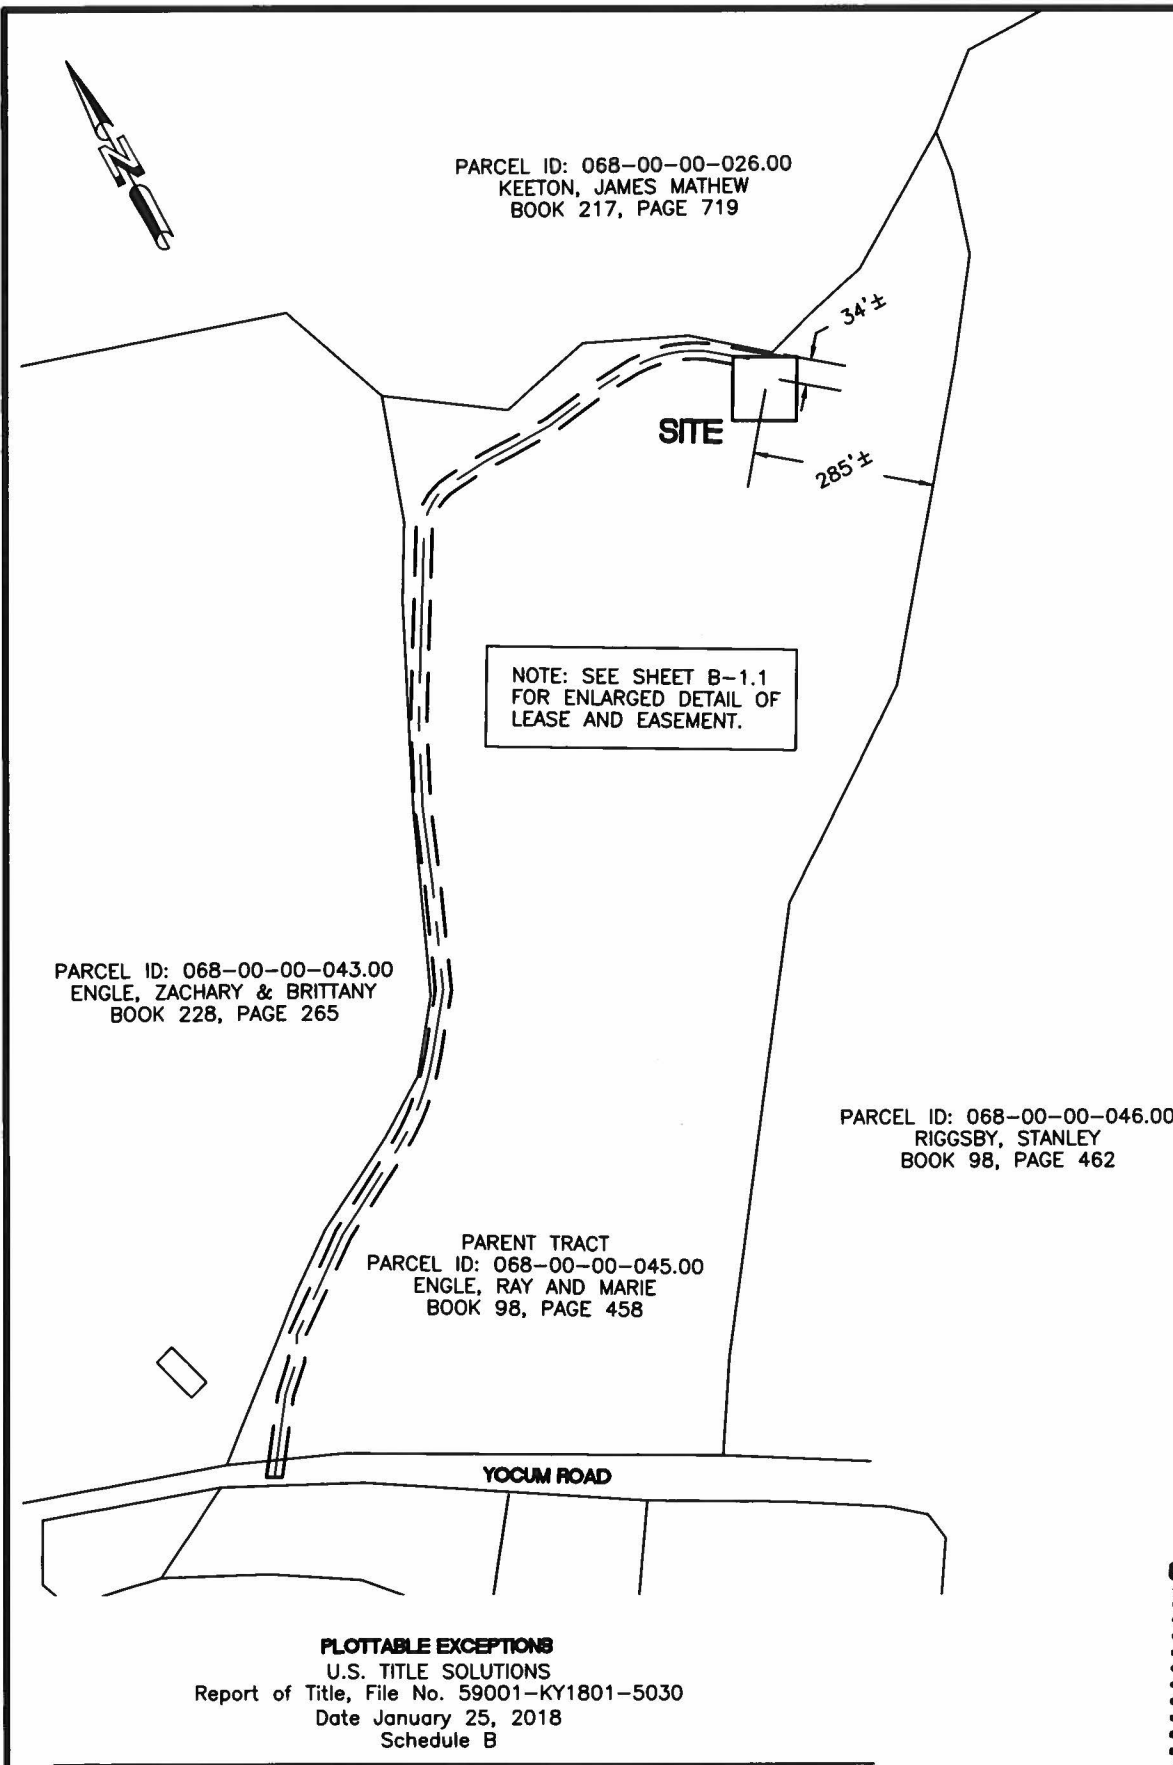 N
PARCEL ID: 068-00-00-026.00
KEETON, JAMES MATHEW
BOOK 217, PAGE 719
34'±
SITE
285'±
NOTE: SEE SHEET B-1.1
FOR ENLARGED DETAIL OF
LEASE AND EASEMENT.
PARCEL ID: 068-00-00-043.00
ENGLE, ZACHARY & BRITTANY
BOOK 228, PAGE 265
PARCEL ID: 068-00-00-046.00
RIGGSBY, STANLEY
BOOK 98, PAGE 462
PARENT TRACT
PARCEL ID: 068-00-00-045.00
ENGLE, RAY AND MARIE
BOOK 98, PAGE 458
YOCUM ROAD
PLOTTABLE EXCEPTIONS
U.S. TITLE SOLUTIONS
Report of Title, File No. 59001-KY1801-5030
Date January 25, 2018
Schedule B